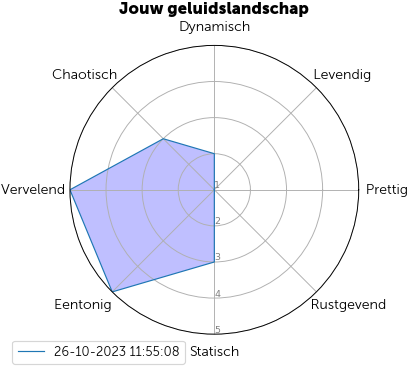 Jouw geluidslandschap
Dynamisch
Chaotisch
Levendig
Vervelend
1
Prettig
2
3
4
Eentonig
Rustgevend
5
26-10-2023 11:55:08
Statisch